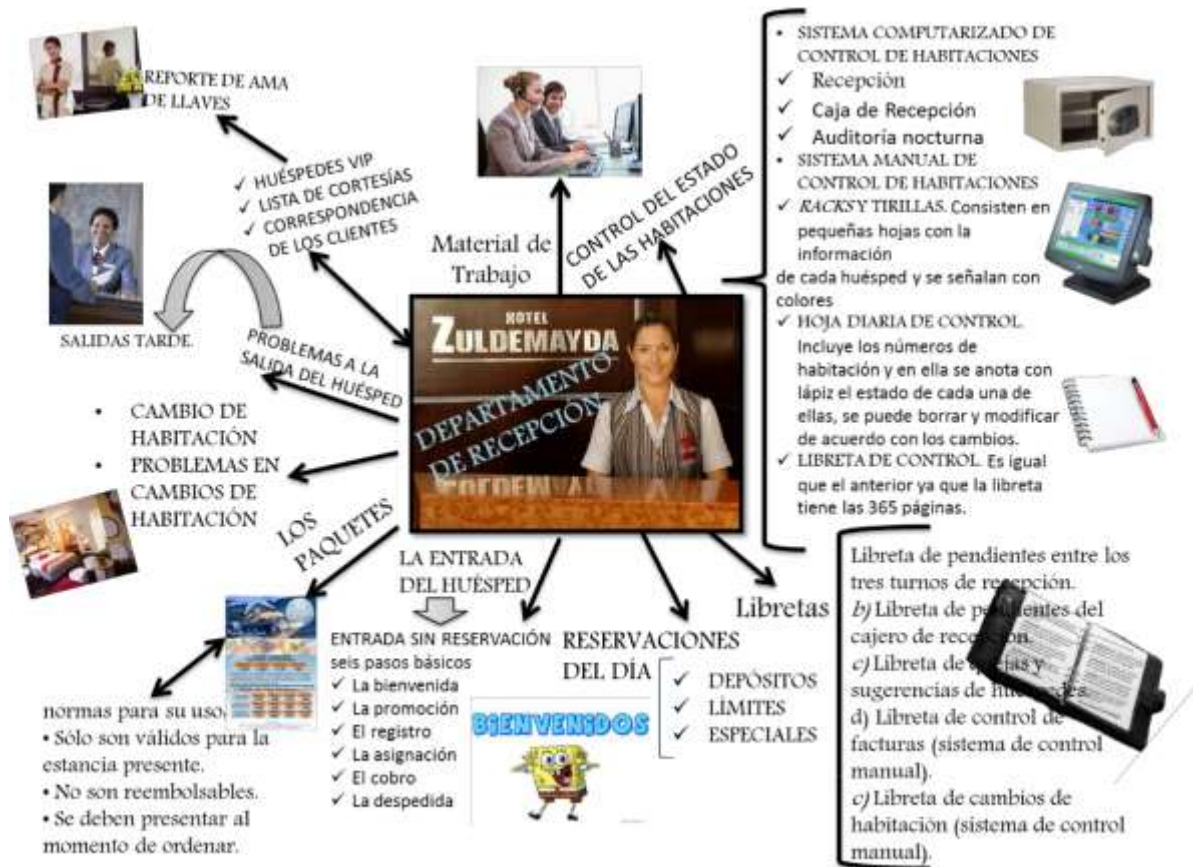 REPORTE DE AMA
DE LLAVES
✓ HUÉSPEDES VIP
✓ LISTA DE CORTESÍAS
✓ CORRESPONDENCIA
DE LOS CLIENTES
SALIDAS TARDE.
PROBLEMAS A LA
SALIDA DEL HUÉSPED
• CAMBIO DE
HABITACIÓN
• PROBLEMAS EN
CAMBIOS DE
HABITACIÓN
LOS
PAQUETES
normas para su uso.
• Sólo son válidos para la
estancia presente.
• No son reembolsables.
• Se deben presentar al
momento de ordenar.
Material de
Trabajo
CONTROL DEL ESTADO
DE LAS HABITACIONES
HOTEL
ZULDEMAYDA
DEPARTAMENTO
DE RECEPCIÓN
LA ENTRADA
DEL HUÉSPED
ENTRADA SIN RESERVACIÓN
seis pasos básicos
✓ La bienvenida
✓ La promoción
✓ El registro
✓ La asignación
✓ El cobro
✓ La despedida
BIENVENIDOS
RESERVACIONES
DEL DÍA
✓ DEPÓSITOS
✓ LÍMITES
✓ ESPECIALES
Libretas
• SISTEMA COMPUTARIZADO DE
CONTROL DE HABITACIONES
✓ Recepción
✓ Caja de Recepción
✓ Auditoría nocturna
• SISTEMA MANUAL DE
CONTROL DE HABITACIONES
✓ RACKS Y TIRILLAS. Consisten en
pequeñas hojas con la
información
de cada huésped y se señalan con
colores
✓ HOJA DIARIA DE CONTROL.
Incluye los números de
habitación y en ella se anota con
lápiz el estado de cada una de
ellas, se puede borrar y modificar
de acuerdo con los cambios.
✓ LIBRETA DE CONTROL. Es igual
que el anterior ya que la libreta
tiene las 365 páginas.
Libreta de pendientes entre los
tres turnos de recepción.
b) Libreta de pendientes del
cajero de recepción.
c) Libreta de quejas y
sugerencias de huéspedes.
d) Libreta de control de
facturas (sistema de control
manual).
c) Libreta de cambios de
habitación (sistema de control
manual).